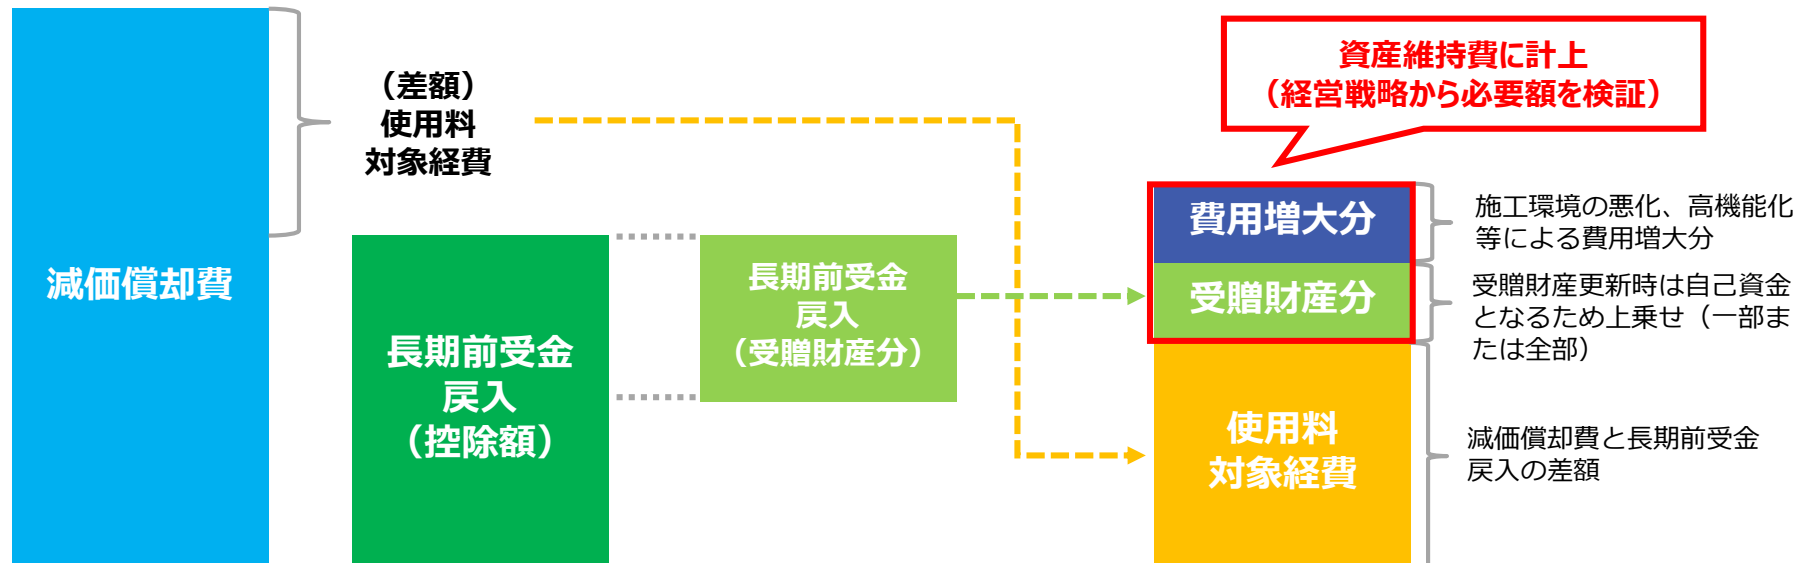 減価償却費
（差額）
使用料
対象経費
長期前受金
戻入
（控除額）
長期前受金
戻入
（受贈財産分）
資産維持費に計上
（経営戦略から必要額を検証）
費用増大分
受贈財産分
使用料
対象経費
施工環境の悪化、高機能化
等による費用増大分
受贈財産更新時は自己資金
となるため上乗せ（一部ま
たは全部）
減価償却費と長期前受金
戻入の差額